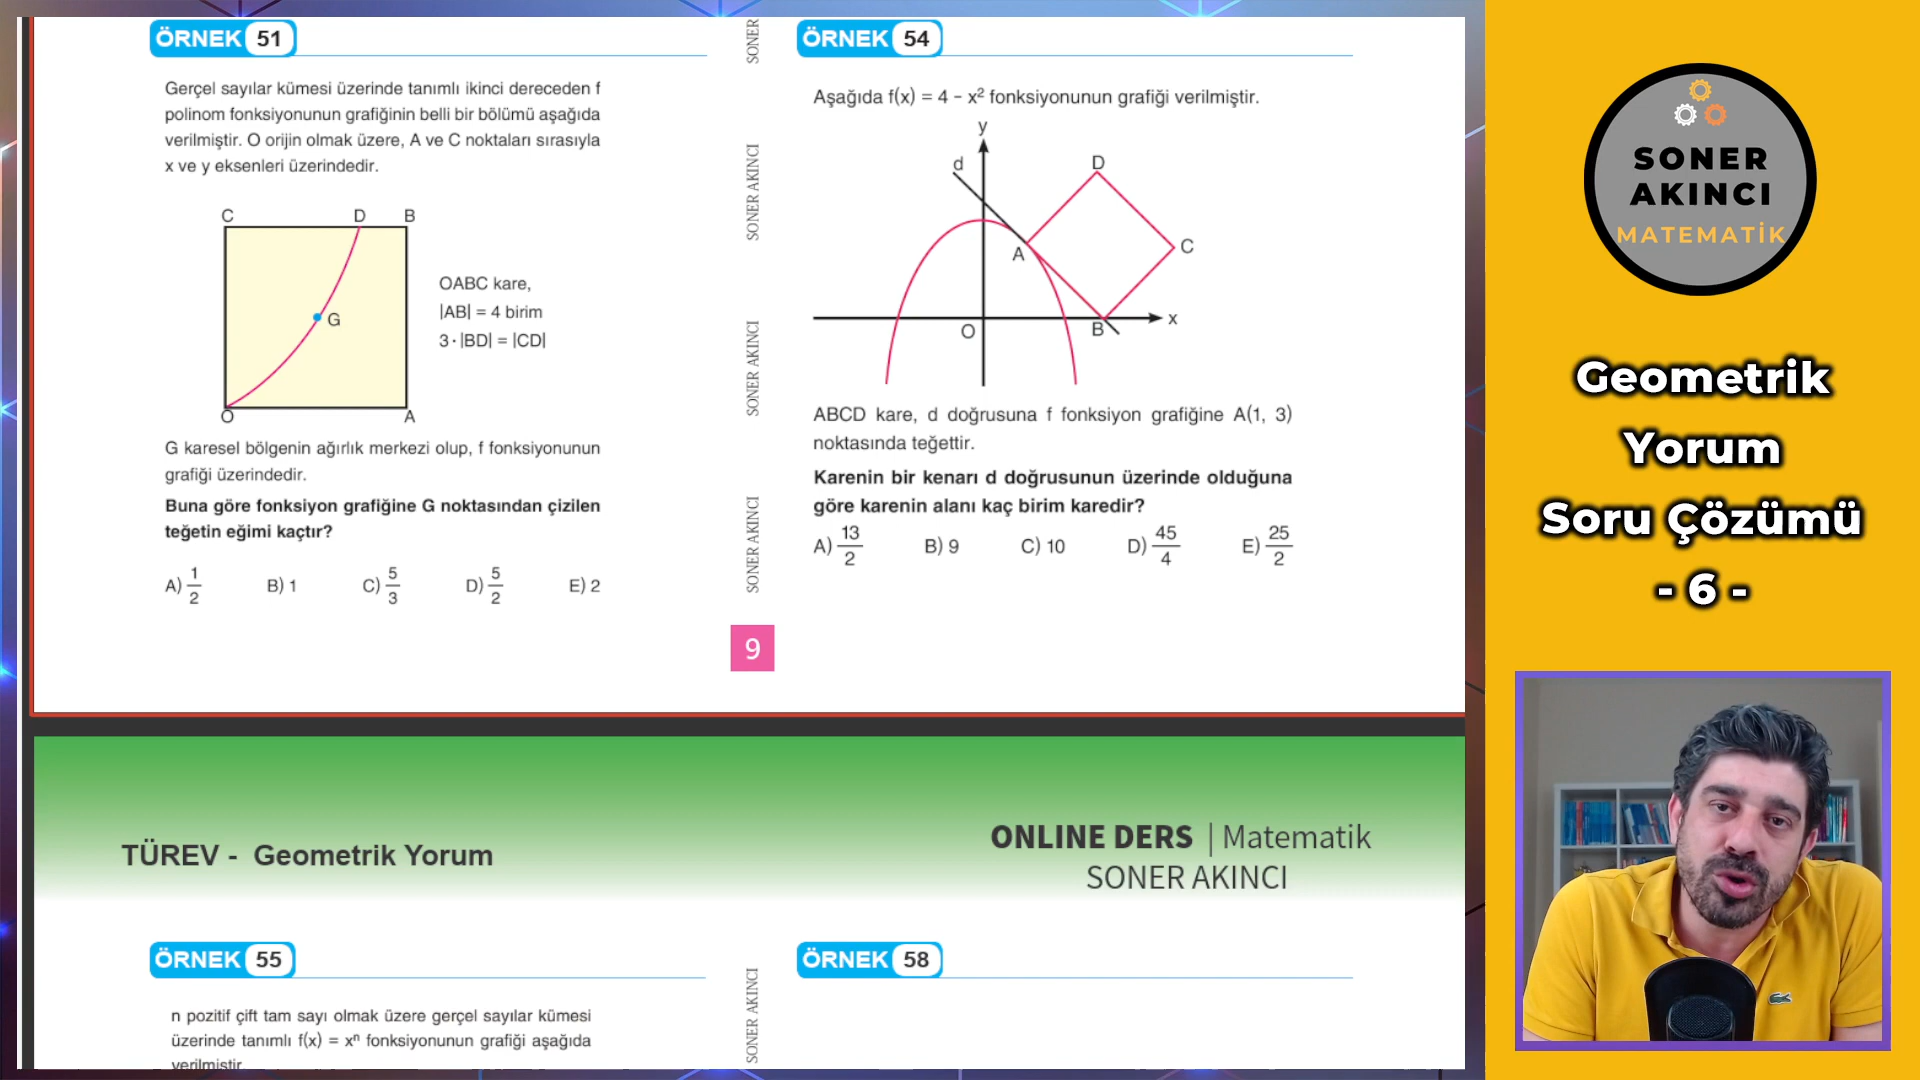 ÖRNEK 51
Gerçel sayılar kümesi üzerinde tanımlı ikinci dereceden f
polinom fonksiyonunun grafiğinin belli bir bölümü aşağıda
verilmiştir. O orijin olmak üzere, A ve C noktaları sırasıyla
x ve y eksenleri üzerindedir.
C D B
G
O A
OABC kare,
|AB| = 4 birim
3·|BD| = |CD|
G karesel bölgenin ağırlık merkezi olup, f fonksiyonunun
grafiği üzerindedir.
Buna göre fonksiyon grafiğine G noktasından çizilen
teğetin eğimi kaçtır?
A) 1/2 B) 1 C) 5/3 D) 5/2 E) 2
SONER
SONER AKINCI
SONER AKINCI
SONER AKINCI
9
ÖRNEK 54
Aşağıda f(x) = 4 − x² fonksiyonunun grafiği verilmiştir.
y
d D
A C
O B x
ABCD kare, d doğrusuna f fonksiyon grafiğine A(1, 3)
noktasında teğettir.
Karenin bir kenarı d doğrusunun üzerinde olduğuna
göre karenin alanı kaç birim karedir?
A) 13/2 B) 9 C) 10 D) 45/4 E) 25/2
TÜREV - Geometrik Yorum
ONLINE DERS | Matematik
SONER AKINCI
ÖRNEK 55
n pozitif çift tam sayı olmak üzere gerçel sayılar kümesi
üzerinde tanımlı f(x) = xⁿ fonksiyonunun grafiği aşağıda
verilmiştir.
SONER AKINCI
ÖRNEK 58
SONER
AKINCI
MATEMATİK
Geometrik
Yorum
Soru Çözümü
- 6 -